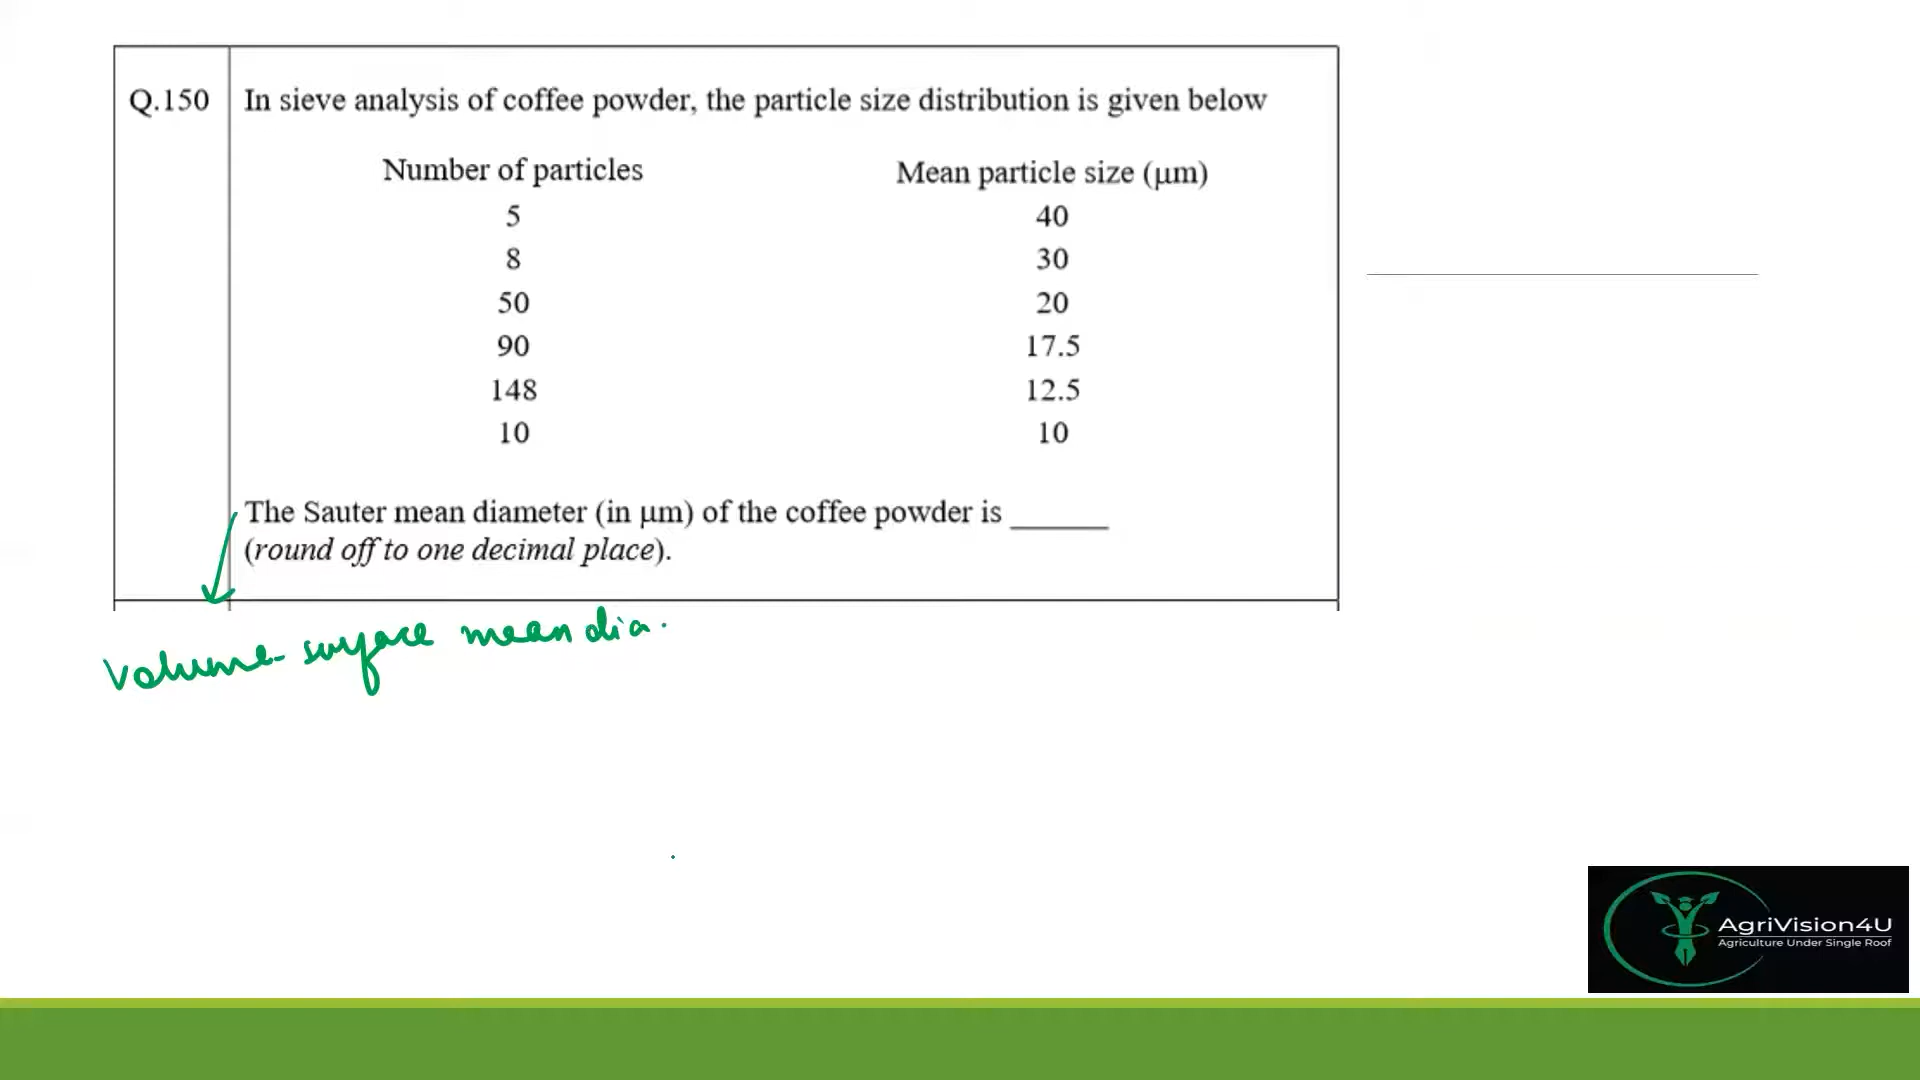 Q.150 In sieve analysis of coffee powder, the particle size distribution is given below
Number of particles Mean particle size (μm)
5 40
8 30
50 20
90 17.5
148 12.5
10 10
The Sauter mean diameter (in μm) of the coffee powder is _______
(round off to one decimal place).
Volume-surface mean dia.
AgriVision4U
Agriculture Under Single Roof